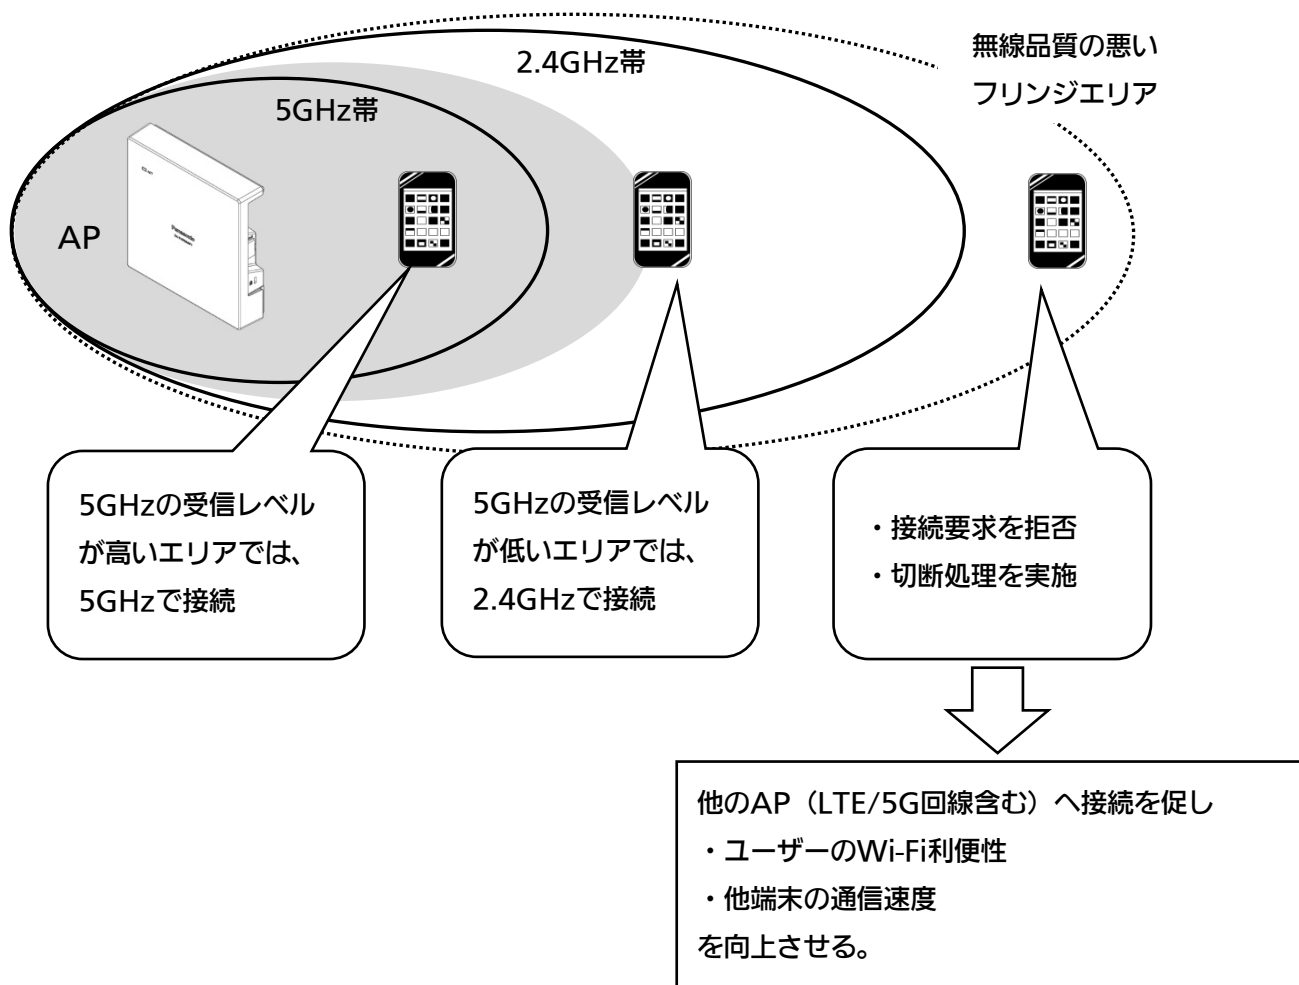 無線品質の悪い
フリンジエリア
2.4GHz帯
5GHz帯
AP
Panasonic
5GHzの受信レベル
が高いエリアでは、
5GHzで接続
5GHzの受信レベル
が低いエリアでは、
2.4GHzで接続
・接続要求を拒否
・切断処理を実施
他のAP（LTE/5G回線含む）へ接続を促し
・ユーザーのWi-Fi利便性
・他端末の通信速度
を向上させる。